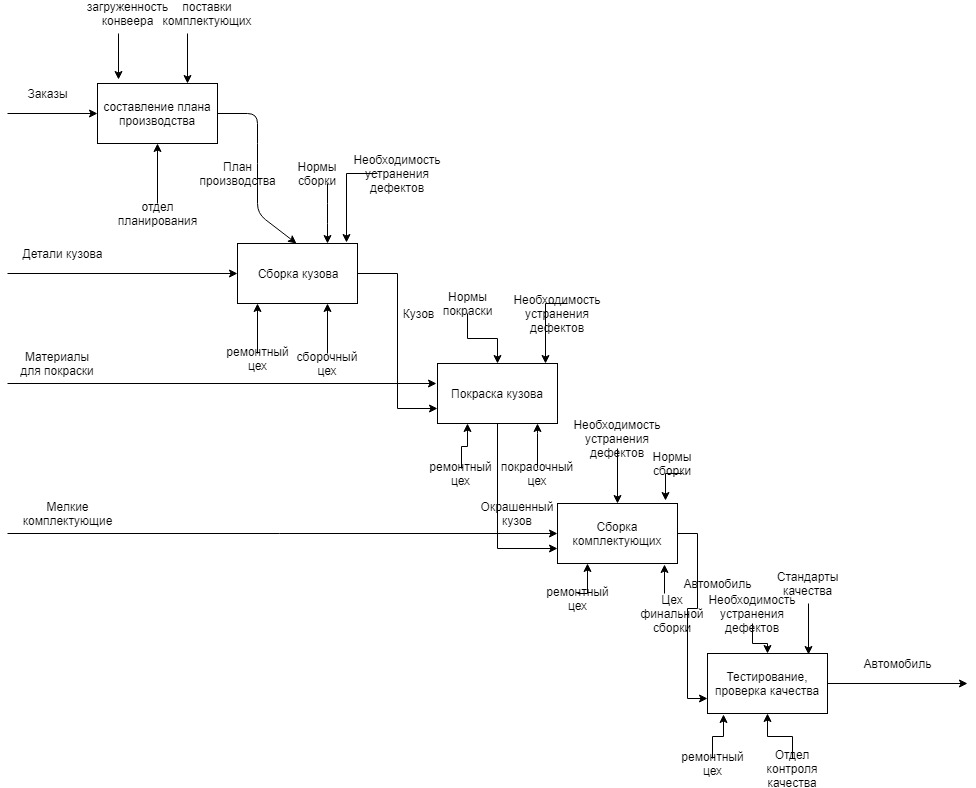 загруженность
конвеера
поставки
комплектующих
Заказы
составление плана
производства
отдел
планирования
План
производства
Нормы
сборки
Необходимость
устранения
дефектов
Детали кузова
Сборка кузова
ремонтный
цех
сборочный
цех
Кузов
Нормы
покраски
Необходимость
устранения
дефектов
Материалы
для покраски
Покраска кузова
ремонтный
цех
покрасочный
цех
Необходимость
устранения
дефектов
Нормы
сборки
Мелкие
комплектующие
Окрашенный
кузов
Сборка
комплектующих
ремонтный
цех
Цех
финальной
сборки
Автомобиль
Необходимость
устранения
дефектов
Стандарты
качества
Тестирование,
проверка качества
Автомобиль
ремонтный
цех
Отдел
контроля
качества